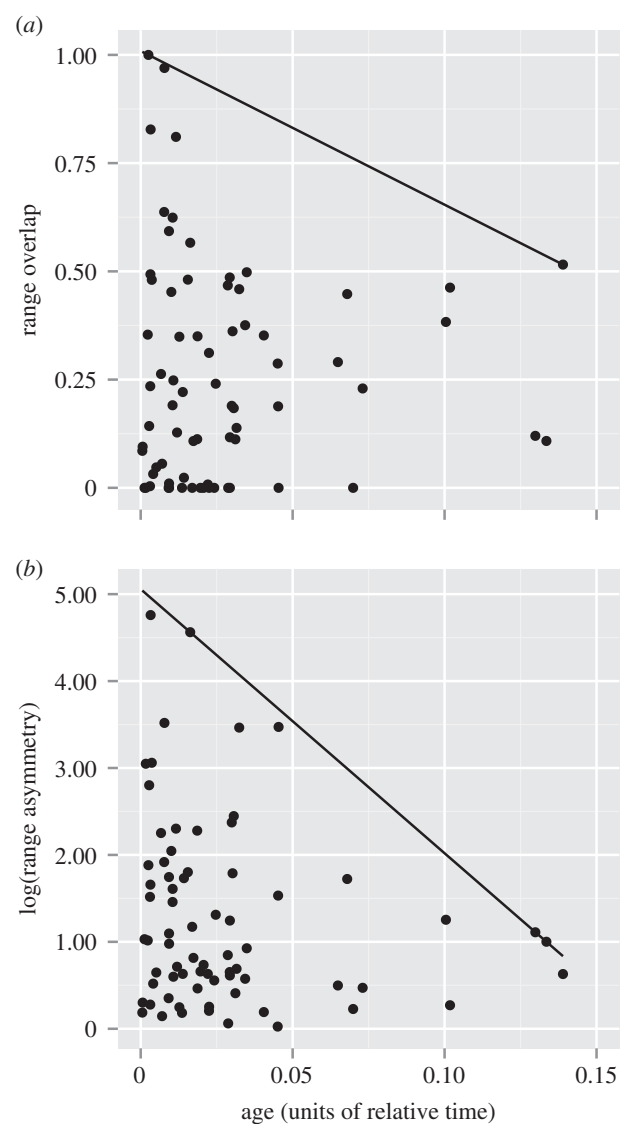 (a)
1.00
0.75
0.50
0.25
0
range overlap
(b)
5.00
4.00
3.00
2.00
1.00
0
log(range asymmetry)
0 0.05 0.10 0.15
age (units of relative time)